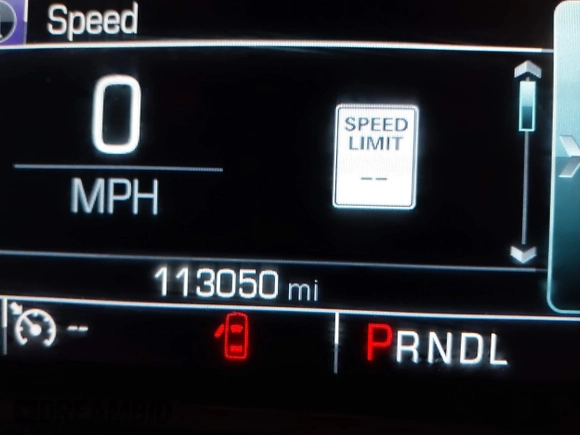 Speed
0
MPH
SPEED
LIMIT
--
113050 mi
--
PRNDL